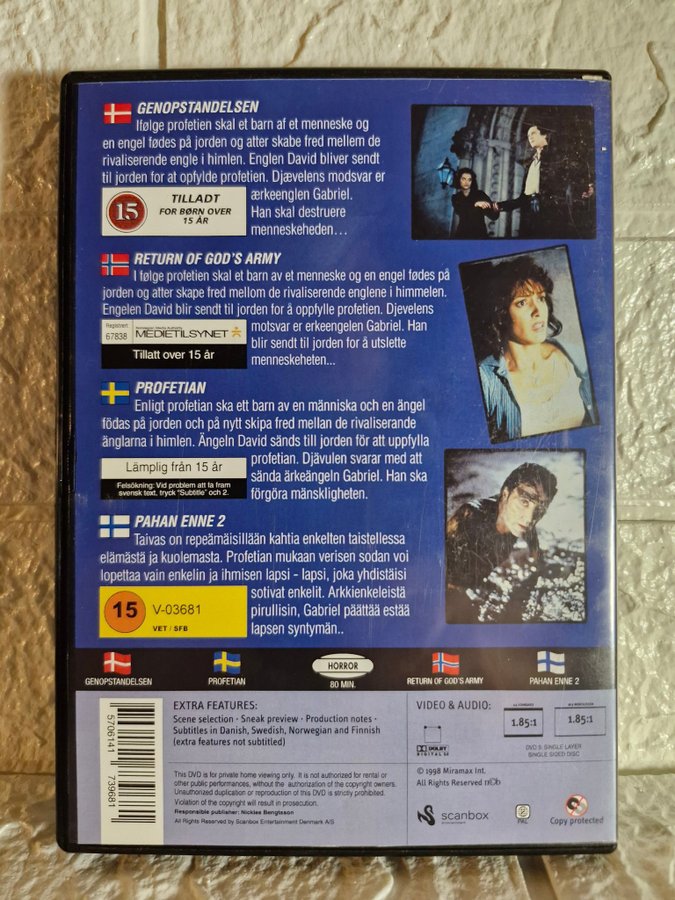 GENOPSTANDELSEN
Ifølge profetien skal et barn af et menneske og
en engel fødes på jorden og atter skabe fred mellem de
rivaliserende engle i himlen. Englen David bliver sendt
til jorden for at opfylde profetien. Djævelens modsvar er
ærkeenglen Gabriel.
Han skal destruere
menneskeheden...
15
TILLADT
FOR BØRN OVER
15 ÅR
RETURN OF GOD'S ARMY
I følge profetien skal et barn av et menneske og en engel fødes på
jorden og atter skape fred mellom de rivaliserende englene i himmelen.
Engelen David blir sendt til jorden for å oppfylle profetien. Djevelens
motsvar er erkeengelen Gabriel. Han
blir sendt til jorden for å utslette
menneskeheten...
Registrert
67838
MEDIETILSYNET
Tillatt over 15 år
PROFETIAN
Enligt profetian ska ett barn av en människa och en ängel
födas på jorden och på nytt skipa fred mellan de rivaliserande
änglarna i himlen. Ängeln David sänds till jorden för att uppfylla
profetian. Djävulen svarar med att
sända ärkeängeln Gabriel. Han ska
förgöra mänskligheten.
Lämplig från 15 år
Felsökning: Vid problem att ta fram
svensk text, tryck "Subtitle" och 2.
PAHAN ENNE 2
Taivas on repeämäisillään kahtia enkelten taistellessa
elämästä ja kuolemasta. Profetian mukaan verisen sodan voi
lopettaa vain enkelin ja ihmisen lapsi - lapsi, joka yhdistäisi
sotivat enkelit. Arkkienkeleistä
pirullisin, Gabriel päättää estää
lapsen syntymän..
15
V-03681
VET / SFB
GENOPSTANDELSEN
PROFETIAN
HORROR
80 MIN.
RETURN OF GOD'S ARMY
PAHAN ENNE 2
5706141 739681
EXTRA FEATURES:
Scene selection · Sneak preview · Production notes ·
Subtitles in Danish, Swedish, Norwegian and Finnish
(extra features not subtitled)
This DVD is for private home viewing only. It is not authorized for rental or
other public performances, without the authorization of the copyright owners.
Unauthorized duplication or reproduction of this DVD is strictly prohibited.
Violation of the copyright will result in prosecution.
Responsible publisher: Nickles Bengtsson
All Rights Reserved by Scanbox Entertainment Denmark A/S
VIDEO & AUDIO:
1.85:1
1.85:1
DOLBY
DIGITAL
DVD 5: SINGLE LAYER
SINGLE SIDED DISC
© 1998 Miramax Int.
All Rights Reserved
scanbox
entertainment
PAL
Copy protected